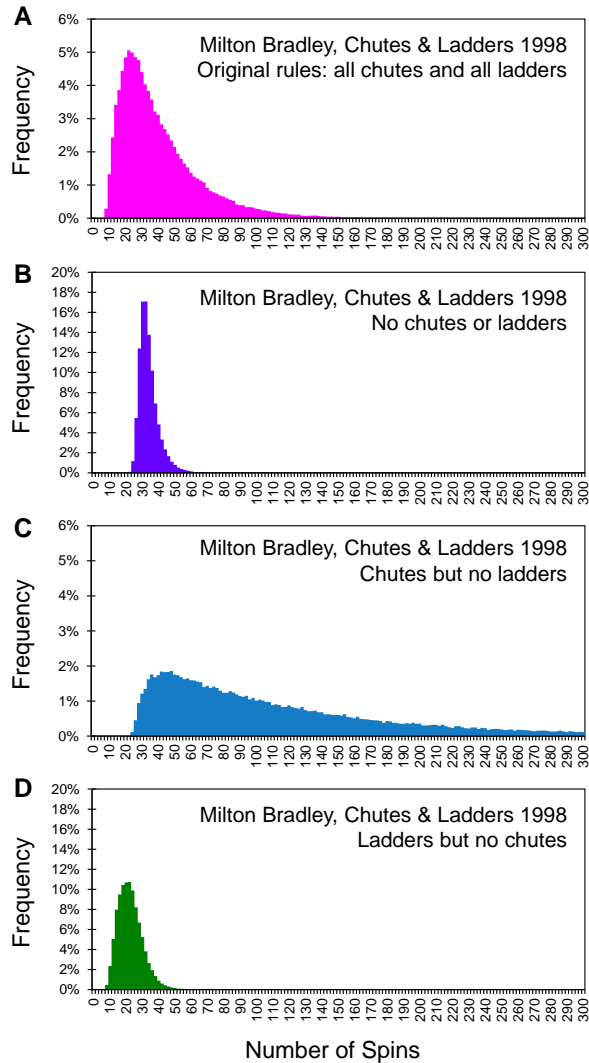 A
Milton Bradley, Chutes & Ladders 1998
Original rules: all chutes and all ladders
Frequency
6%
5%
4%
3%
2%
1%
0%
0 10 20 30 40 50 60 70 80 90 100 110 120 130 140 150 160 170 180 190 200 210 220 230 240 250 260 270 280 290 300
B
Milton Bradley, Chutes & Ladders 1998
No chutes or ladders
Frequency
20%
18%
16%
14%
12%
10%
8%
6%
4%
2%
0%
0 10 20 30 40 50 60 70 80 90 100 110 120 130 140 150 160 170 180 190 200 210 220 230 240 250 260 270 280 290 300
C
Milton Bradley, Chutes & Ladders 1998
Chutes but no ladders
Frequency
6%
5%
4%
3%
2%
1%
0%
0 10 20 30 40 50 60 70 80 90 100 110 120 130 140 150 160 170 180 190 200 210 220 230 240 250 260 270 280 290 300
D
Milton Bradley, Chutes & Ladders 1998
Ladders but no chutes
Frequency
20%
18%
16%
14%
12%
10%
8%
6%
4%
2%
0%
0 10 20 30 40 50 60 70 80 90 100 110 120 130 140 150 160 170 180 190 200 210 220 230 240 250 260 270 280 290 300
Number of Spins